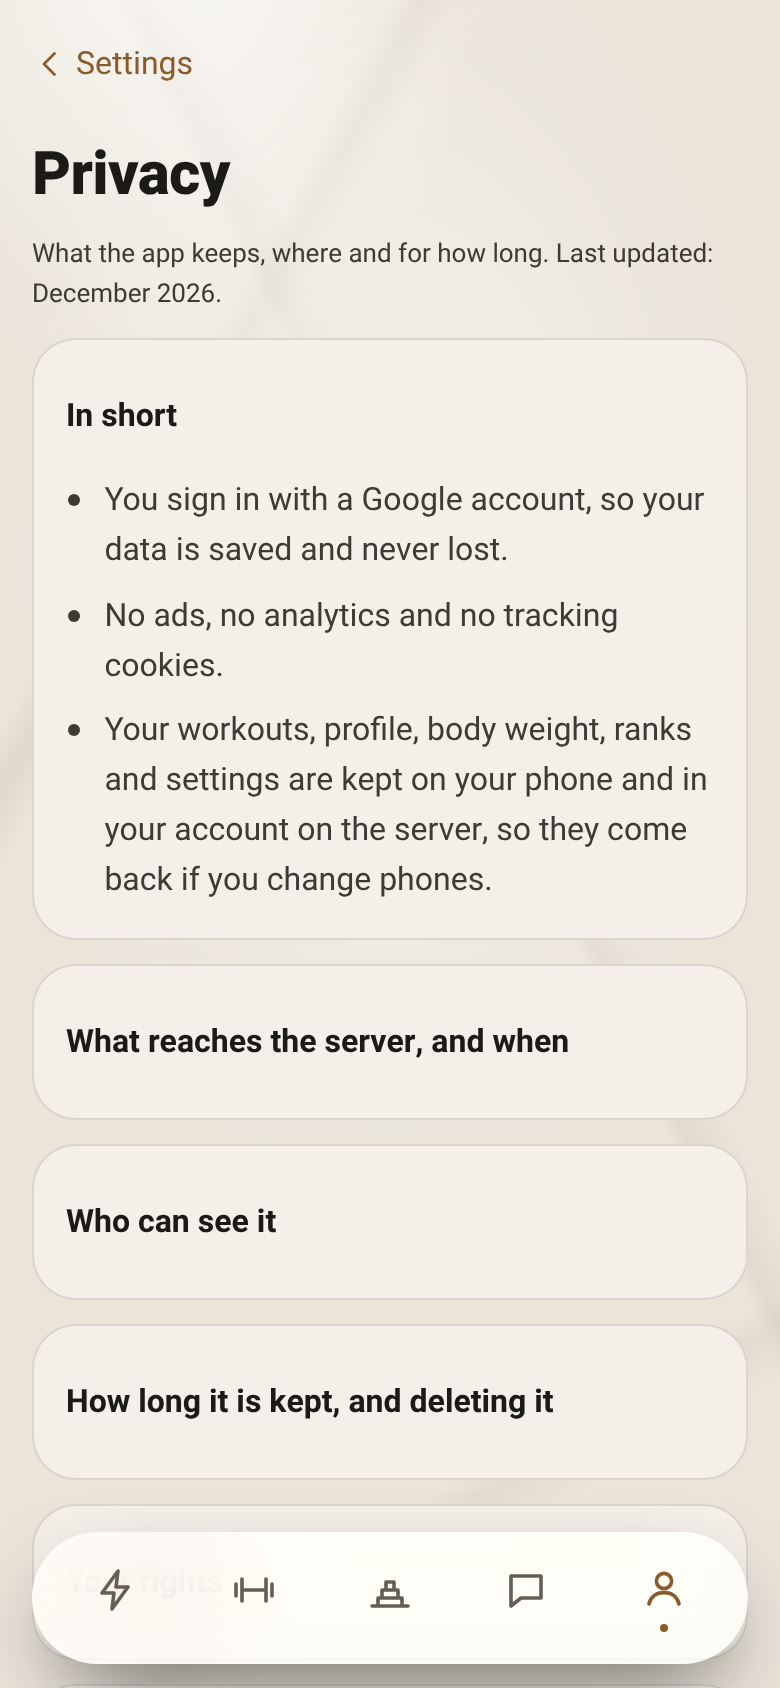 Settings
Privacy
What the app keeps, where and for how long. Last updated:
December 2026.
In short
You sign in with a Google account, so your
data is saved and never lost.
No ads, no analytics and no tracking
cookies.
Your workouts, profile, body weight, ranks
and settings are kept on your phone and in
your account on the server, so they come
back if you change phones.
What reaches the server, and when
Who can see it
How long it is kept, and deleting it
Your rights